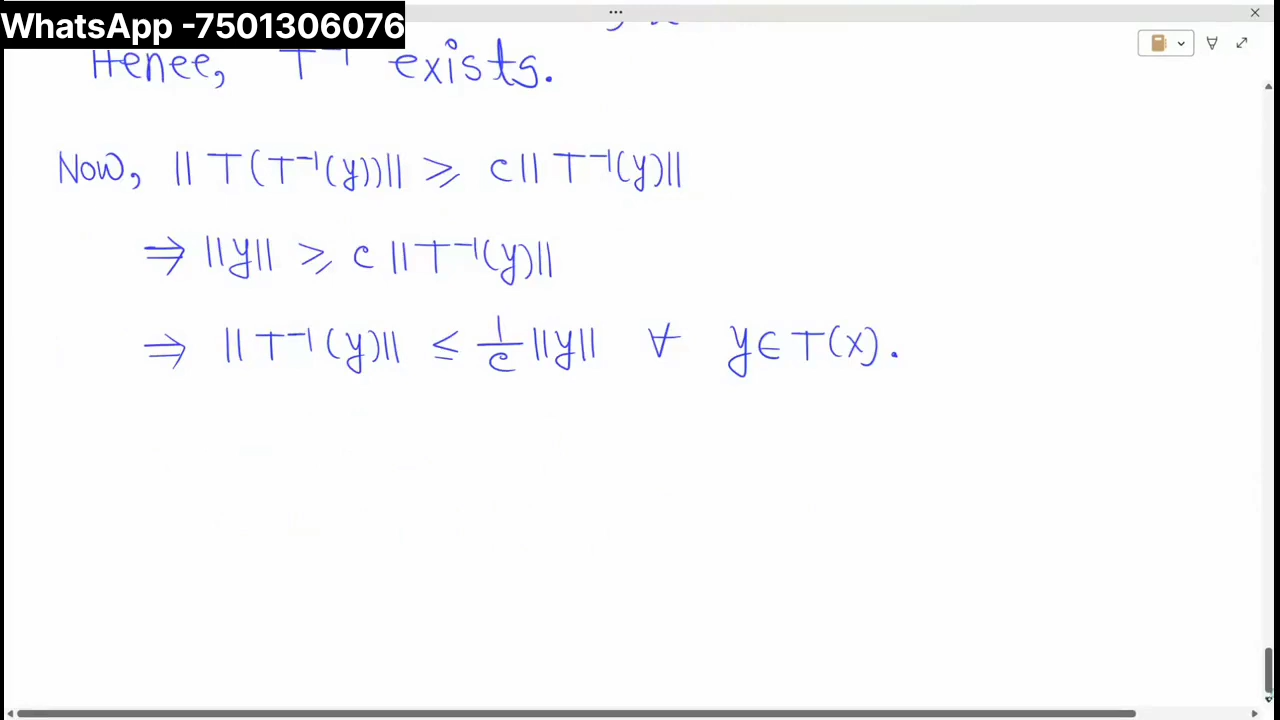 WhatsApp -7501306076
Hence, T⁻¹ exists.
Now, ||T(T⁻¹(y))|| ⩾ c||T⁻¹(y)||
⇒ ||y|| ⩾ c||T⁻¹(y)||
⇒ ||T⁻¹(y)|| ≤ 1/c ||y|| ∀ y∈T(X).